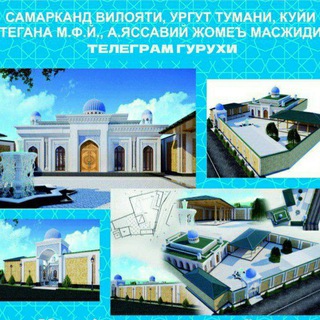 САМАРКАНД ВИЛОЯТИ, УРГУТ ТУМАНИ, КУЙИ
ТЕГАНА М.Ф.Й., А.ЯССАВИЙ ЖОМЕЪ МАСЖИДИ
ТЕЛЕГРАМ ГУРУХИ